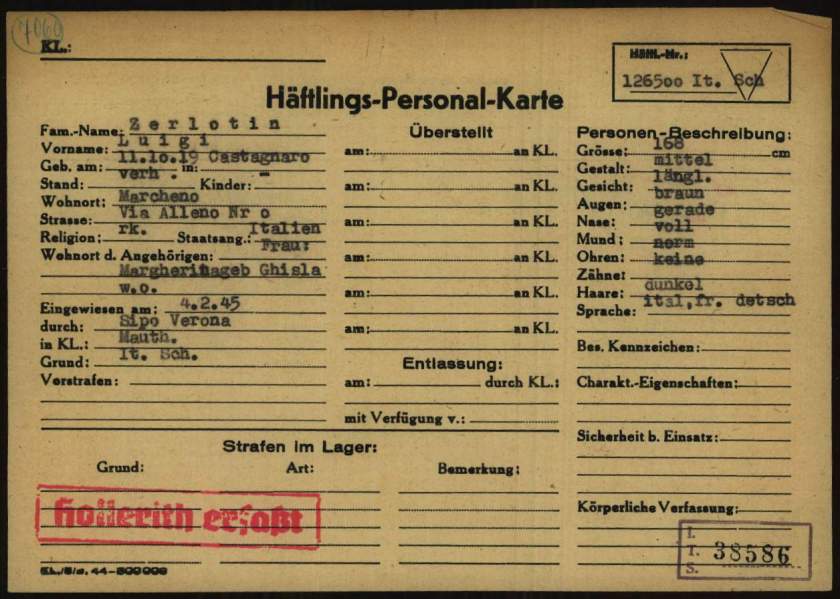 7060
KL.:
Häftl.-Nr.:
126500 It. Sch
Häftlings-Personal-Karte
Fam.-Name: Zerlotin
Vorname: Luigi
Geb. am: 11.10.19 in: Castagnaro
Stand: verh. Kinder: -
Wohnort: Marcheno
Strasse: Via Alleno Nr o
Religion: rk. Staatsang.: Italien
Wohnort d. Angehörigen: Frau:
Margheritageb Ghisla
w.o.
Eingewiesen am: 4.2.45
durch: Sipo Verona
in KL.: Mauth.
Grund: It. Sch.
Vorstrafen:
Überstellt
am: an KL.
am: an KL.
am: an KL.
am: an KL.
am: an KL.
am: an KL.
Entlassung:
am: durch KL.:
mit Verfügung v.:
Personen-Beschreibung:
Grösse: 168 cm
Gestalt: mittel
Gesicht: längl.
Augen: braun
Nase: gerade
Mund: voll
Ohren: norm
Zähne: keine
Haare: dunkel
Sprache: ital,fr. detsch
Bes. Kennzeichen:
Charakt.-Eigenschaften:
Sicherheit b. Einsatz:
Körperliche Verfassung:
Strafen im Lager:
Grund: Art: Bemerkung:
Hollerith erfaßt
I.
T. 38586
S.